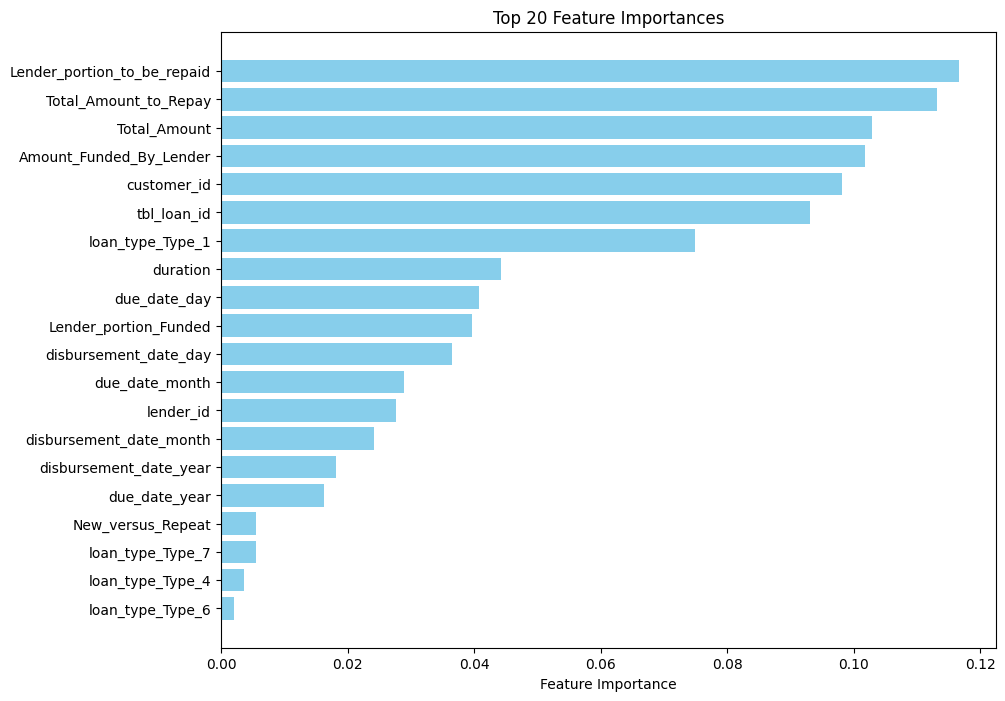 Top 20 Feature Importances
Lender_portion_to_be_repaid
Total_Amount_to_Repay
Total_Amount
Amount_Funded_By_Lender
customer_id
tbl_loan_id
loan_type_Type_1
duration
due_date_day
Lender_portion_Funded
disbursement_date_day
due_date_month
lender_id
disbursement_date_month
disbursement_date_year
due_date_year
New_versus_Repeat
loan_type_Type_7
loan_type_Type_4
loan_type_Type_6
0.00 0.02 0.04 0.06 0.08 0.10 0.12
Feature Importance